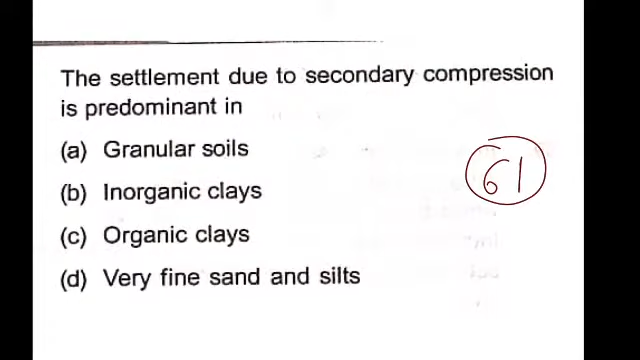 The settlement due to secondary compression
is predominant in
(a) Granular soils
(b) Inorganic clays
(c) Organic clays
(d) Very fine sand and silts
61